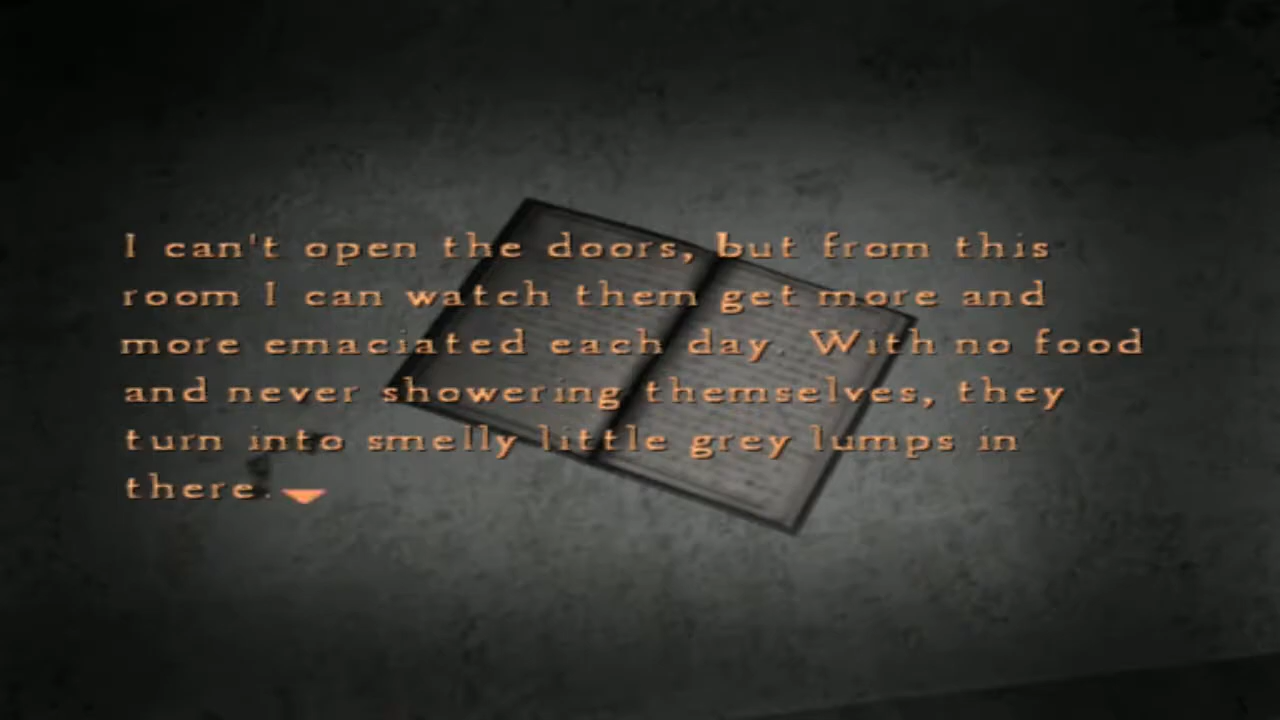 I can't open the doors, but from this
room I can watch them get more and
more emaciated each day. With no food
and never showering themselves, they
turn into smelly little grey lumps in
there.